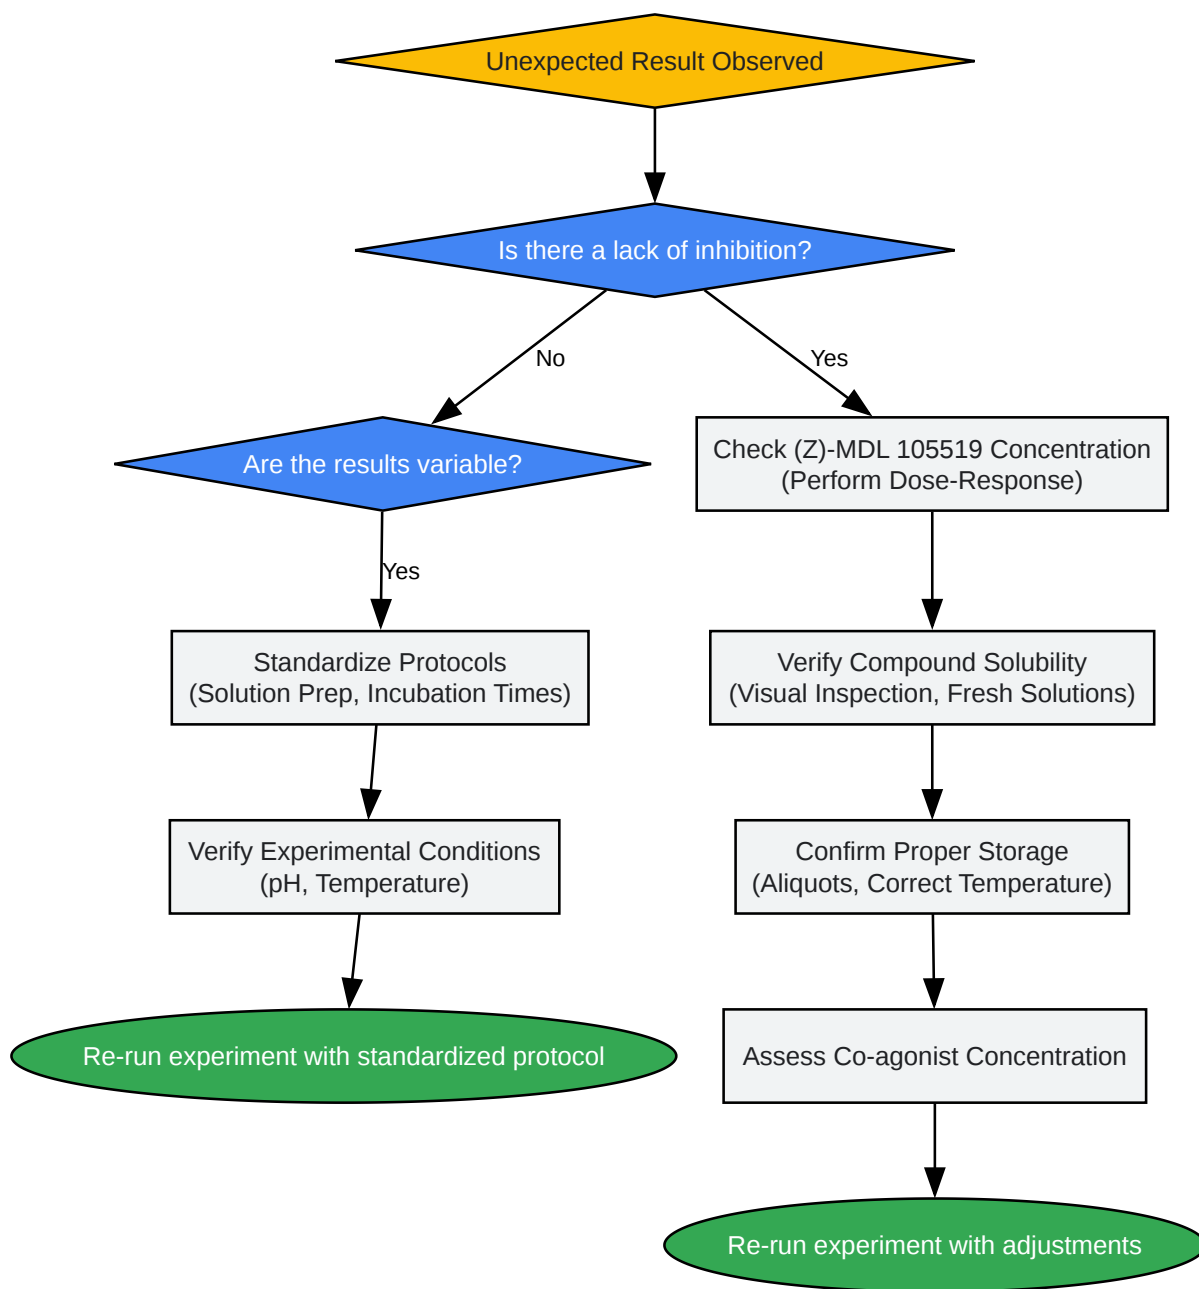 Unexpected Result Observed
Is there a lack of inhibition?
No
Yes
Are the results variable?
Check (Z)-MDL 105519 Concentration
(Perform Dose-Response)
Yes
Standardize Protocols
(Solution Prep, Incubation Times)
Verify Compound Solubility
(Visual Inspection, Fresh Solutions)
Verify Experimental Conditions
(pH, Temperature)
Confirm Proper Storage
(Aliquots, Correct Temperature)
Re-run experiment with standardized protocol
Assess Co-agonist Concentration
Re-run experiment with adjustments